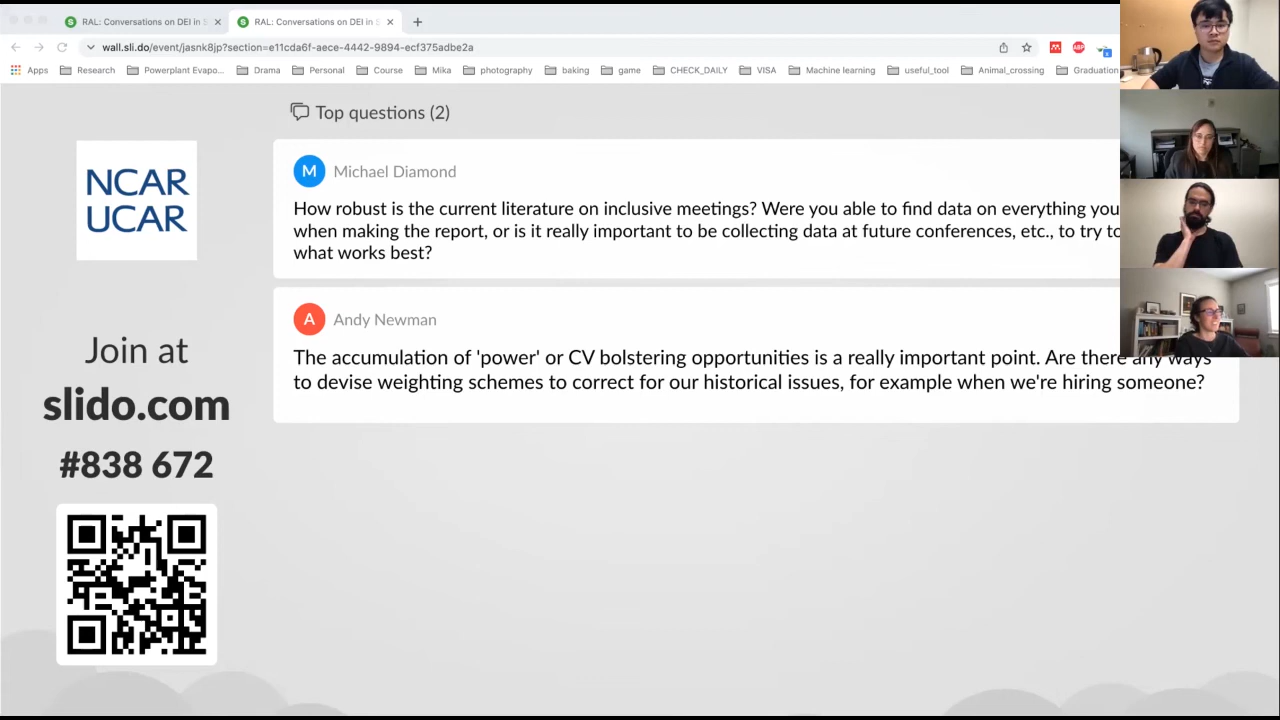 RAL: Conversations on DEI in
RAL: Conversations on DEI in
wall.sli.do/event/jasnk8jp?section=e11cda6f-aece-4442-9894-ecf375adbe2a
Apps Research Powerplant Evapo... Drama Personal Course Mika photography baking game CHECK_DAILY VISA Machine learning useful_tool Animal_crossing Graduation
Top questions (2)
NCAR
UCAR
M Michael Diamond
How robust is the current literature on inclusive meetings? Were you able to find data on everything you
when making the report, or is it really important to be collecting data at future conferences, etc., to try to
what works best?
A Andy Newman
The accumulation of 'power' or CV bolstering opportunities is a really important point. Are there any ways
to devise weighting schemes to correct for our historical issues, for example when we're hiring someone?
Join at
slido.com
#838 672